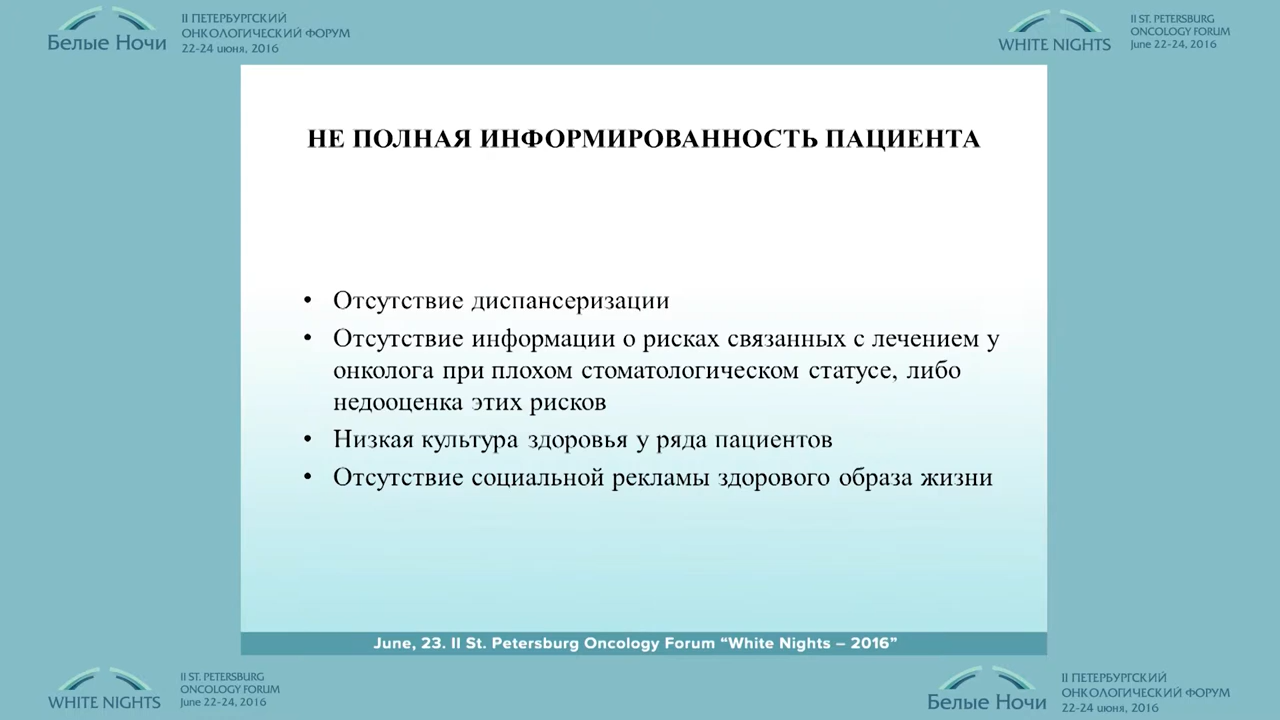 Белые Ночи
II ПЕТЕРБУРГСКИЙ
ОНКОЛОГИЧЕСКИЙ ФОРУМ
22-24 июня, 2016
WHITE NIGHTS
II ST. PETERSBURG
ONCOLOGY FORUM
June 22-24, 2016
НЕ ПОЛНАЯ ИНФОРМИРОВАННОСТЬ ПАЦИЕНТА
• Отсутствие диспансеризации
• Отсутствие информации о рисках связанных с лечением у
онколога при плохом стоматологическом статусе, либо
недооценка этих рисков
• Низкая культура здоровья у ряда пациентов
• Отсутствие социальной рекламы здорового образа жизни
June, 23. II St. Petersburg Oncology Forum “White Nights – 2016”
WHITE NIGHTS
II ST. PETERSBURG
ONCOLOGY FORUM
June 22-24, 2016
Белые Ночи
II ПЕТЕРБУРГСКИЙ
ОНКОЛОГИЧЕСКИЙ ФОРУМ
22-24 июня, 2016